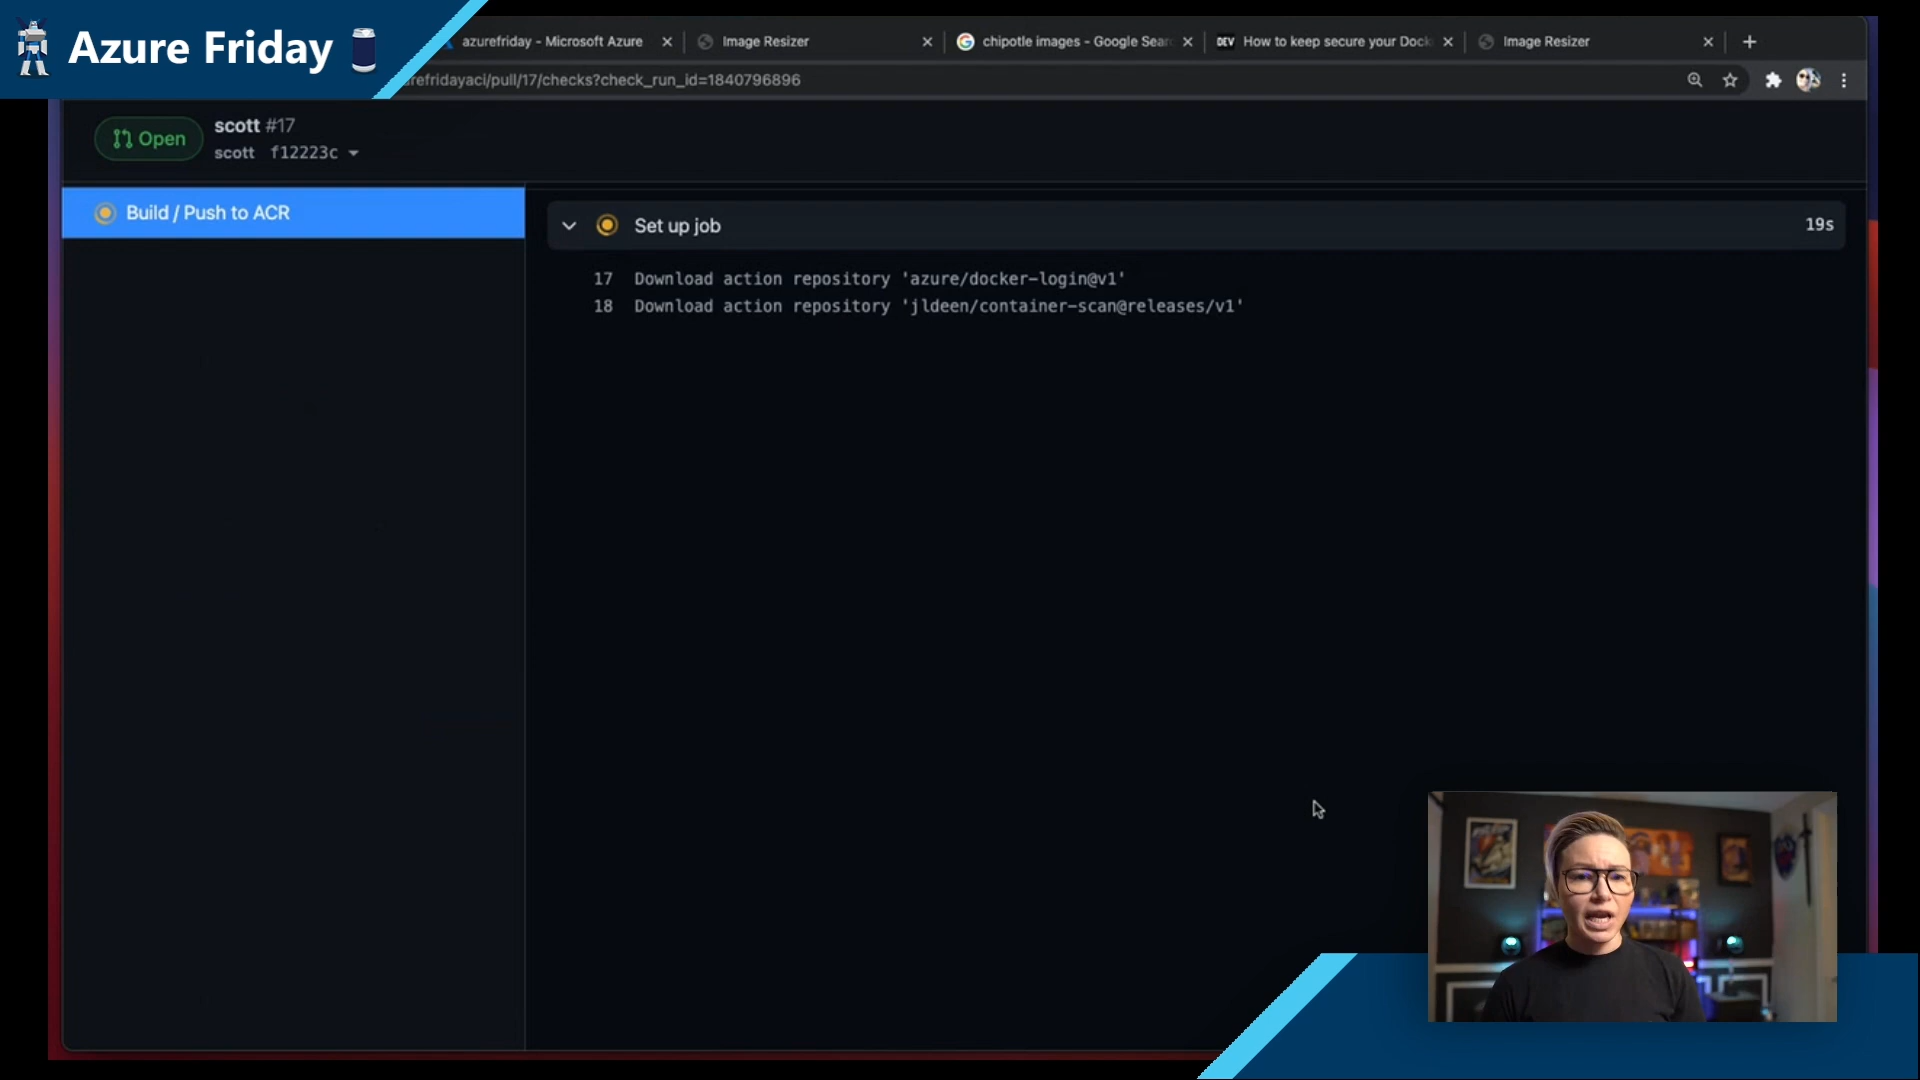 Azure Friday
azurefriday - Microsoft Azure
Image Resizer
chipotle images - Google Sear
DEV How to keep secure your Dock
Image Resizer
refridayaci/pull/17/checks?check_run_id=1840796896
Open
scott #17
scott f12223c
Build / Push to ACR
Set up job
19s
17 Download action repository 'azure/docker-login@v1'
18 Download action repository 'jldeen/container-scan@releases/v1'